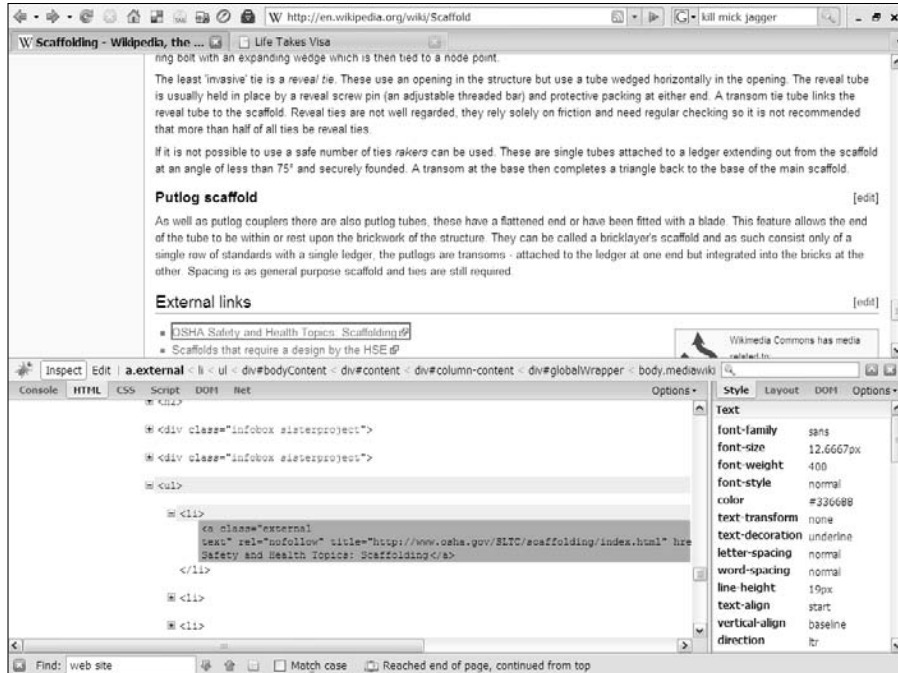 W http://en.wikipedia.org/wiki/Scaffold
G kill mick jagger
W Scaffolding - Wikipedia, the ...
Life Takes Visa
ring bolt with an expanding wedge which is then tied to a node point.
The least 'invasive' tie is a reveal tie. These use an opening in the structure but use a tube wedged horizontally in the opening. The reveal tube
is usually held in place by a reveal screw pin (an adjustable threaded bar) and protective packing at either end. A transom tie tube links the
reveal tube to the scaffold. Reveal ties are not well regarded, they rely solely on friction and need regular checking so it is not recommended
that more than half of all ties be reveal ties.
If it is not possible to use a safe number of ties rakers can be used. These are single tubes attached to a ledger extending out from the scaffold
at an angle of less than 75° and securely founded. A transom at the base then completes a triangle back to the base of the main scaffold.
Putlog scaffold [edit]
As well as putlog couplers there are also putlog tubes, these have a flattened end or have been fitted with a blade. This feature allows the end
of the tube to be within or rest upon the brickwork of the structure. They can be called a bricklayer's scaffold and as such consist only of a
single row of standards with a single ledger, the putlogs are transoms - attached to the ledger at one end but integrated into the bricks at the
other. Spacing is as general purpose scaffold and ties are still required.
External links [edit]
OSHA Safety and Health Topics: Scaffolding
Scaffolds that require a design by the HSE
Wikimedia Commons has media
related to:
Inspect Edit | a.external < li < ul < div#bodyContent < div#content < div#column-content < div#globalWrapper < body.mediawiki
Console HTML CSS Script DOM Net Options
Style Layout DOM Options
<h2>
<div class="infobox sisterproject">
<div class="infobox sisterproject">
<ul>
<li>
<a class="external
text" rel="nofollow" title="http://www.osha.gov/SLTC/scaffolding/index.html" hre
Safety and Health Topics: Scaffolding</a>
</li>
<li>
<li>
Text
font-family sans
font-size 12.6667px
font-weight 400
font-style normal
color #336688
text-transform none
text-decoration underline
letter-spacing normal
word-spacing normal
line-height 19px
text-align start
vertical-align baseline
direction ltr
Find: web site
Match case
Reached end of page, continued from top